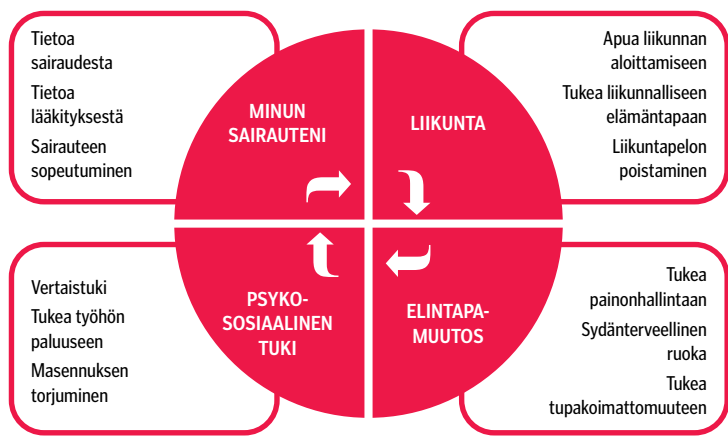 Tietoa
sairaudesta
Tietoa
lääkityksestä
Sairauteen
sopeutuminen
MINUN
SAIRAUTENI
LIIKUNTA
Apua liikunnan
aloittamiseen
Tukea liikunnalliseen
elämäntapaan
Liikuntapelon
poistaminen
Vertaistuki
Tukea työhön
paluuseen
Masennuksen
torjuminen
PSYKO-
SOSIAALINEN
TUKI
ELINTAPA-
MUUTOS
Tukea
painonhallintaan
Sydänterveellinen
ruoka
Tukea
tupakoimattomuuteen